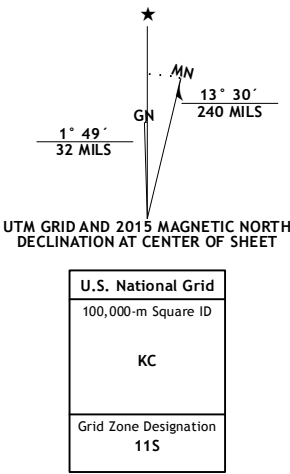 MN
GN
13° 30´
240 MILS
1° 49´
32 MILS
UTM GRID AND 2015 MAGNETIC NORTH
DECLINATION AT CENTER OF SHEET
U.S. National Grid
100,000-m Square ID
KC
Grid Zone Designation
11S